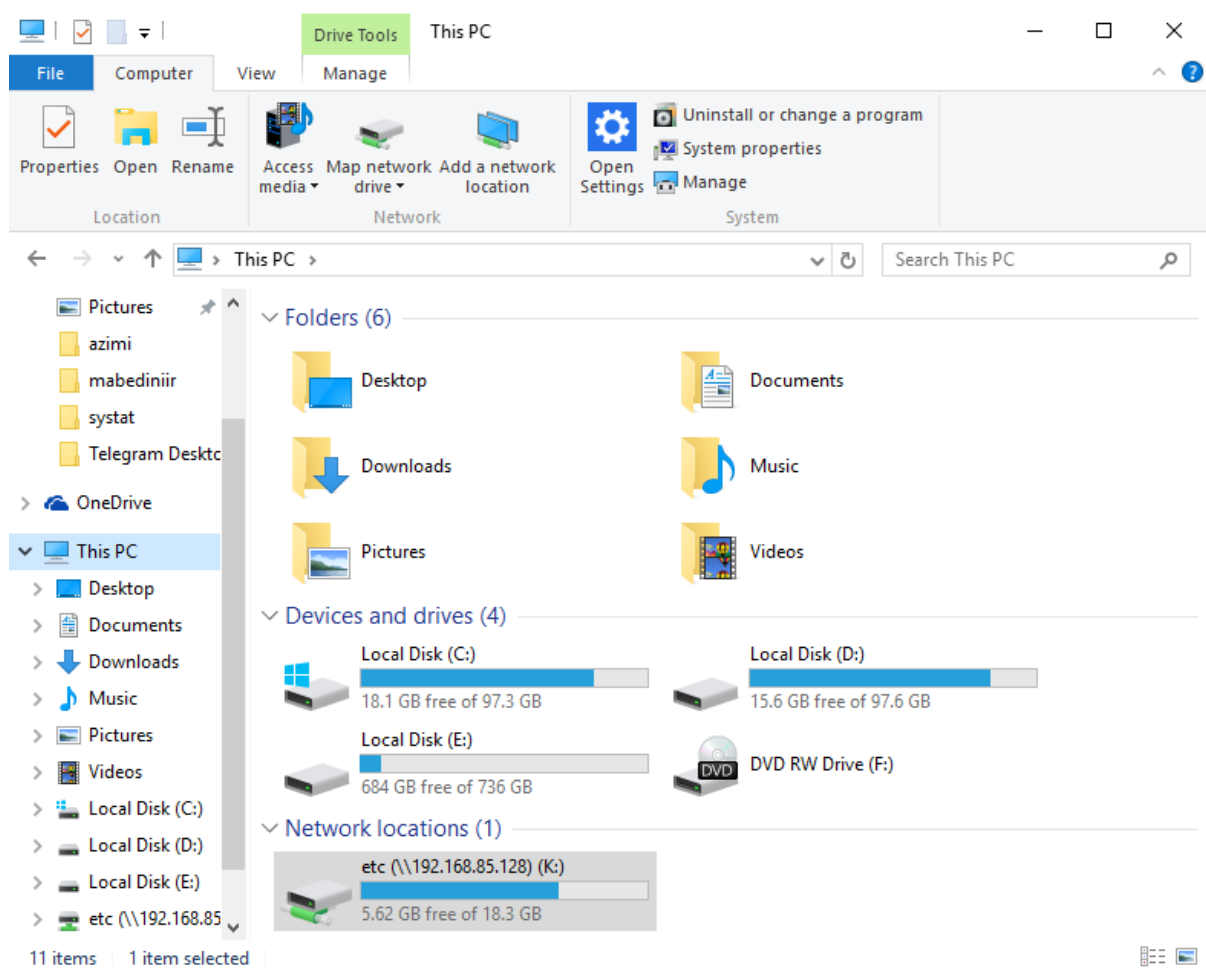 Drive Tools
This PC
File
Computer
View
Manage
Properties
Open
Rename
Access media
Map network drive
Add a network location
Open Settings
Uninstall or change a program
System properties
Manage
Location
Network
System
This PC
Search This PC
Pictures
azimi
mabediniir
systat
Telegram Deskto
OneDrive
This PC
Desktop
Documents
Downloads
Music
Pictures
Videos
Local Disk (C:)
Local Disk (D:)
Local Disk (E:)
etc (\\192.168.85
Folders (6)
Desktop
Documents
Downloads
Music
Pictures
Videos
Devices and drives (4)
Local Disk (C:)
18.1 GB free of 97.3 GB
Local Disk (D:)
15.6 GB free of 97.6 GB
Local Disk (E:)
684 GB free of 736 GB
DVD
DVD RW Drive (F:)
Network locations (1)
etc (\\192.168.85.128) (K:)
5.62 GB free of 18.3 GB
11 items
1 item selected